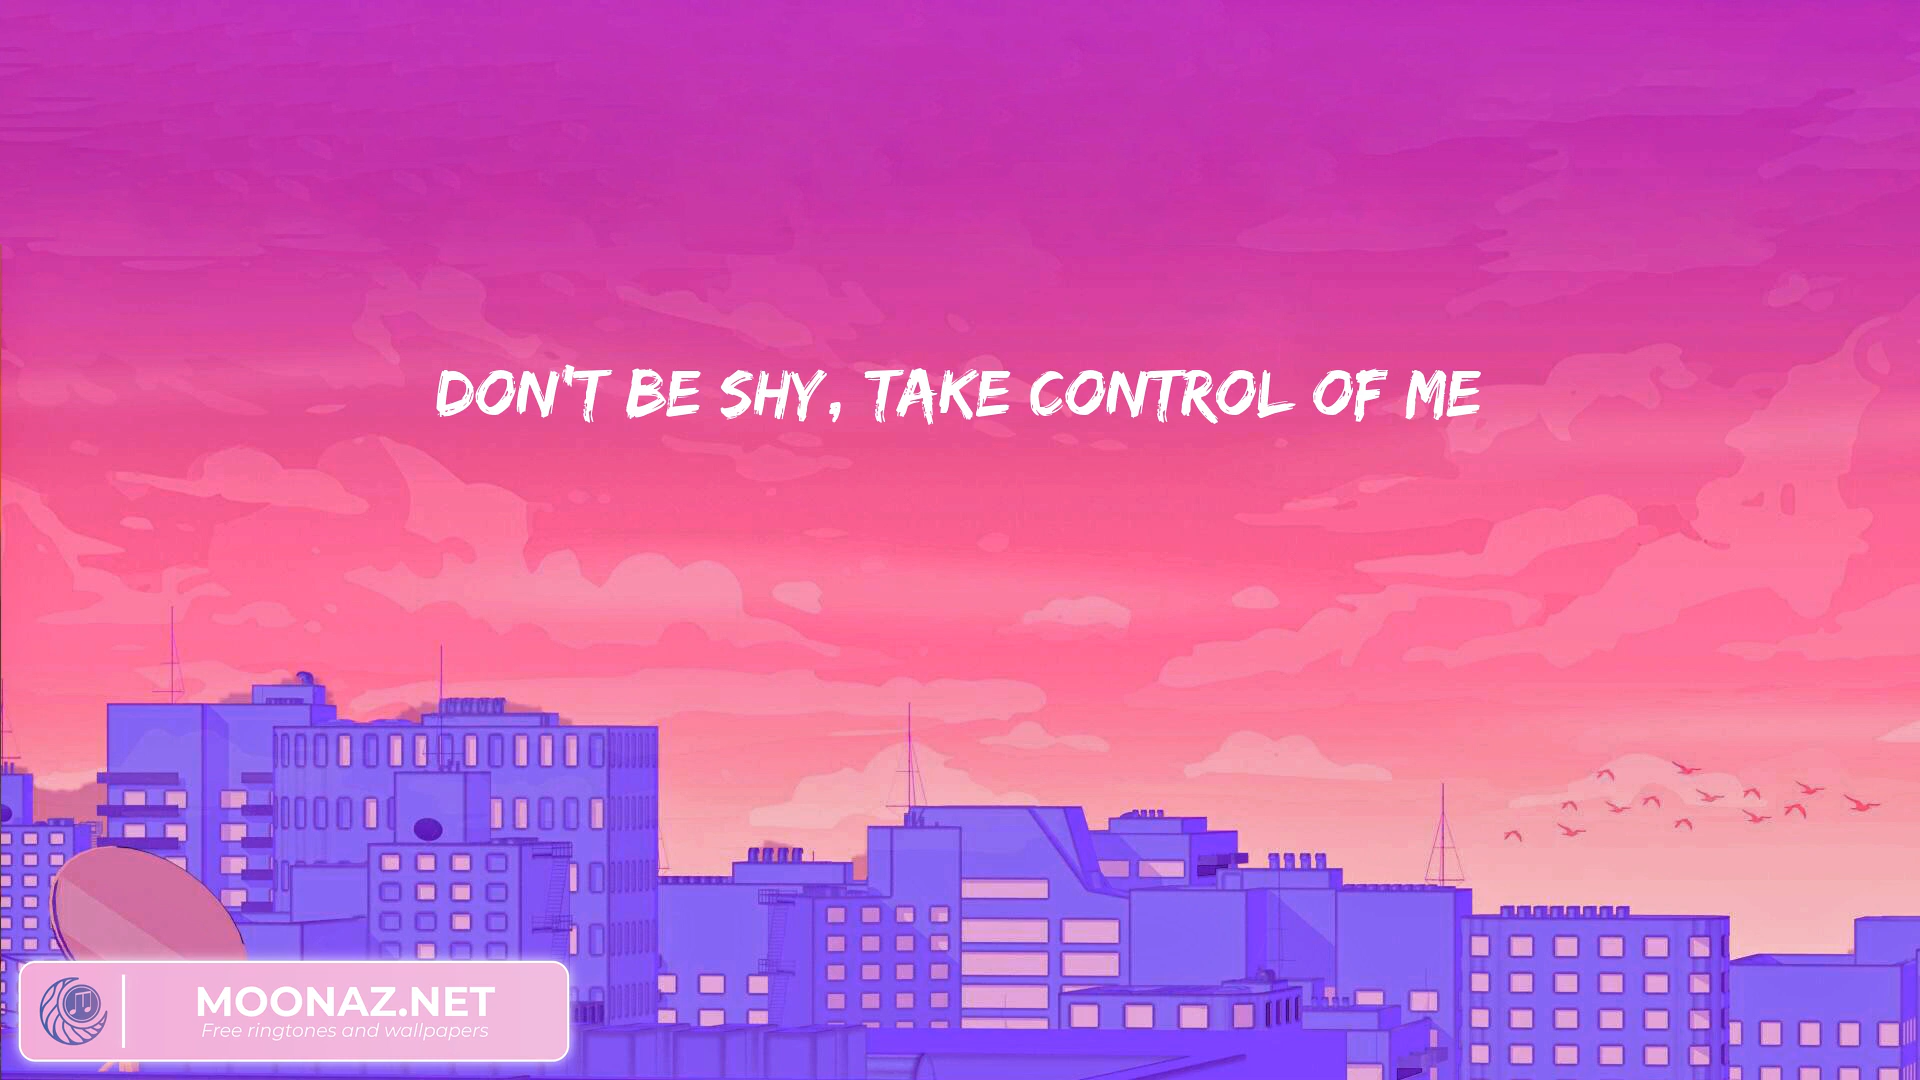 DON'T BE SHY, TAKE CONTROL OF ME
MOONAZ.NET
Free ringtones and wallpapers